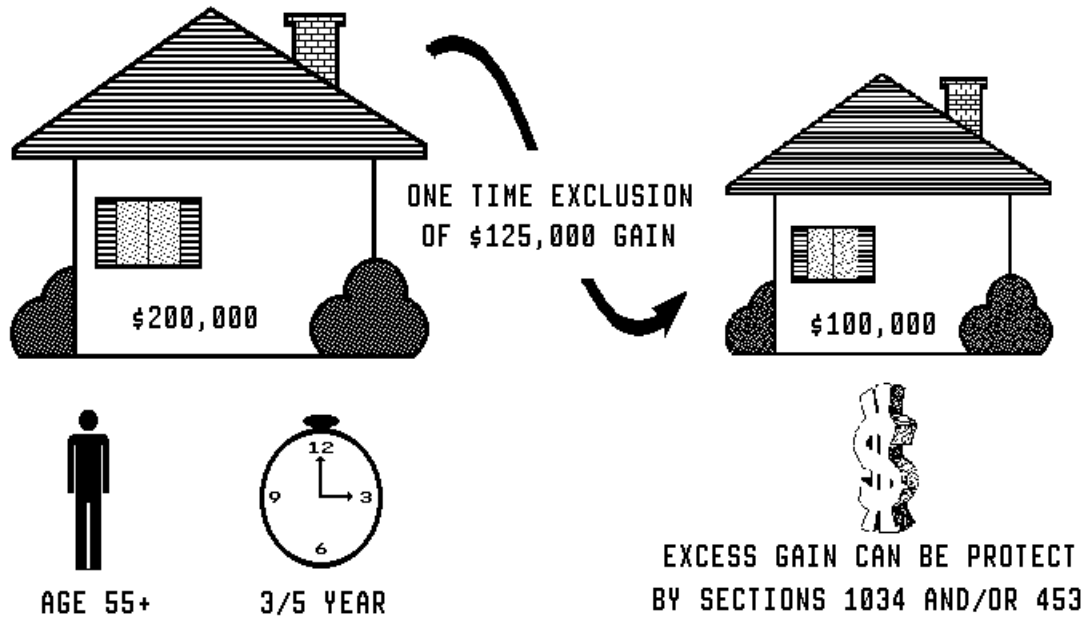 ONE TIME EXCLUSION
OF $125,000 GAIN
$200,000
$100,000
12
9
3
6
AGE 55+
3/5 YEAR
EXCESS GAIN CAN BE PROTECT
BY SECTIONS 1034 AND/OR 453